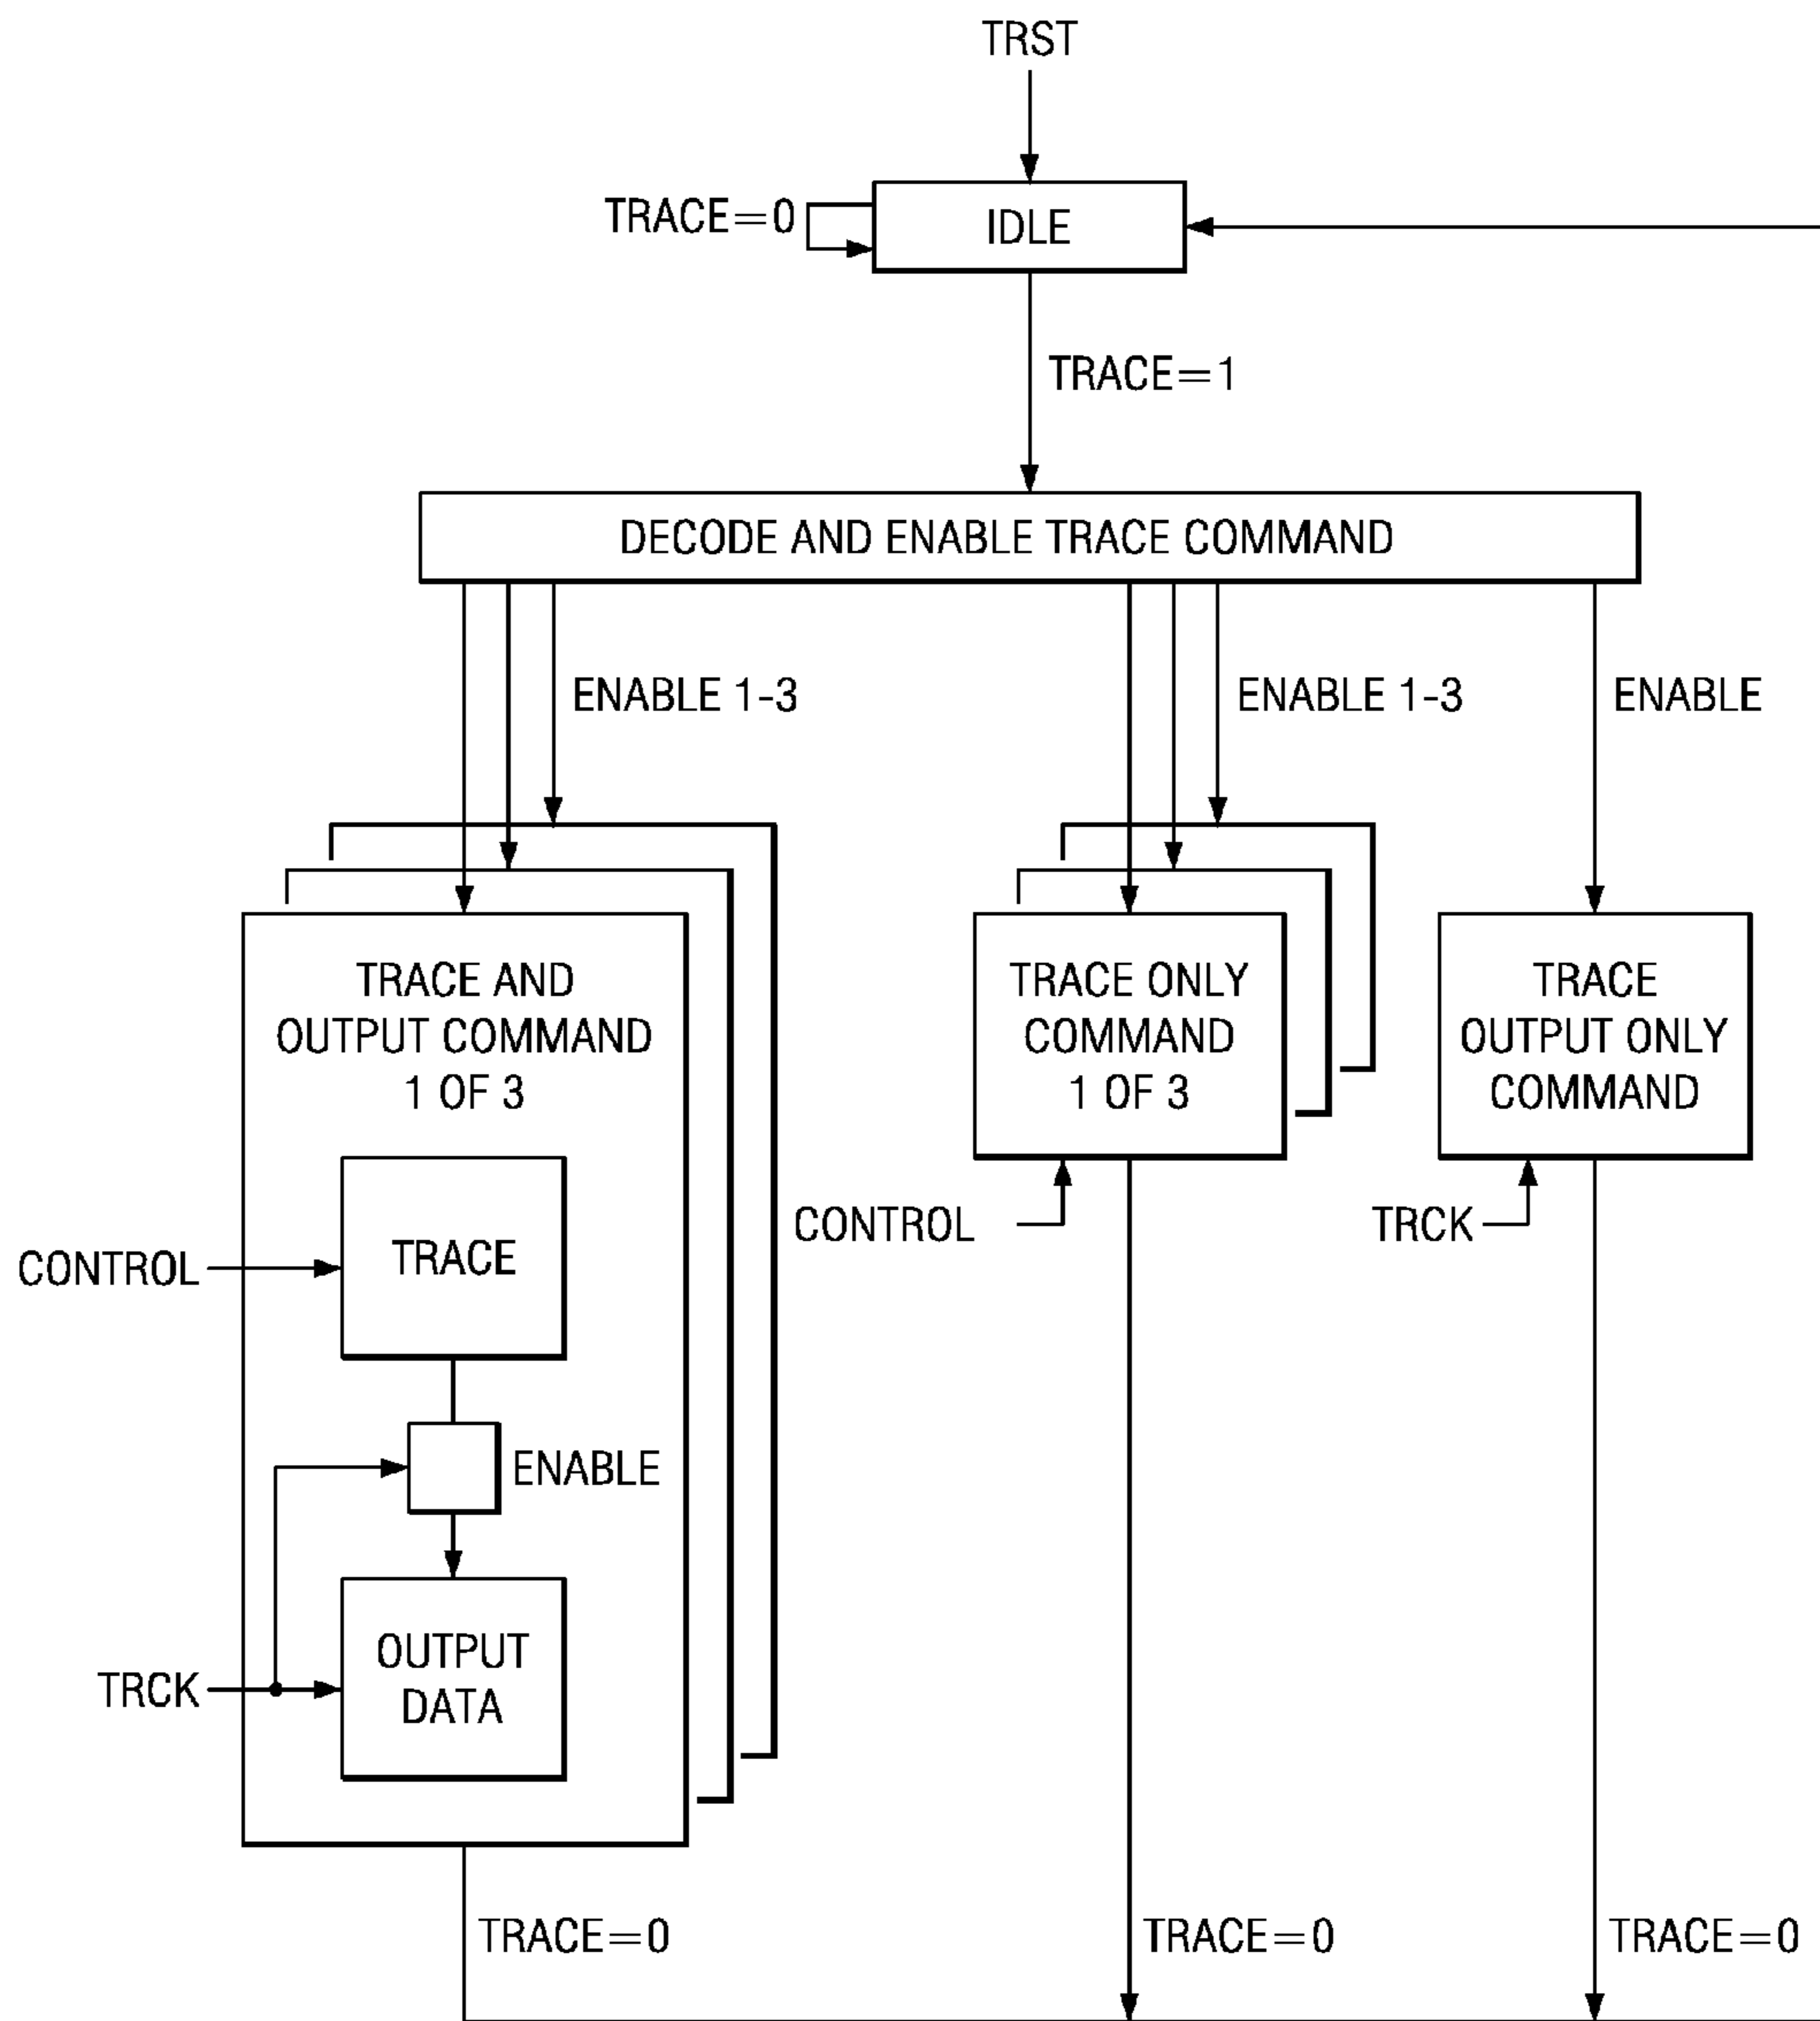 TRST
TRACE=0
IDLE
TRACE=1
DECODE AND ENABLE TRACE COMMAND
ENABLE 1-3
ENABLE 1-3
ENABLE
TRACE AND
OUTPUT COMMAND
1 OF 3
TRACE ONLY
COMMAND
1 OF 3
TRACE
OUTPUT ONLY
COMMAND
CONTROL
TRCK
CONTROL
TRACE
ENABLE
TRCK
OUTPUT
DATA
TRACE=0
TRACE=0
TRACE=0